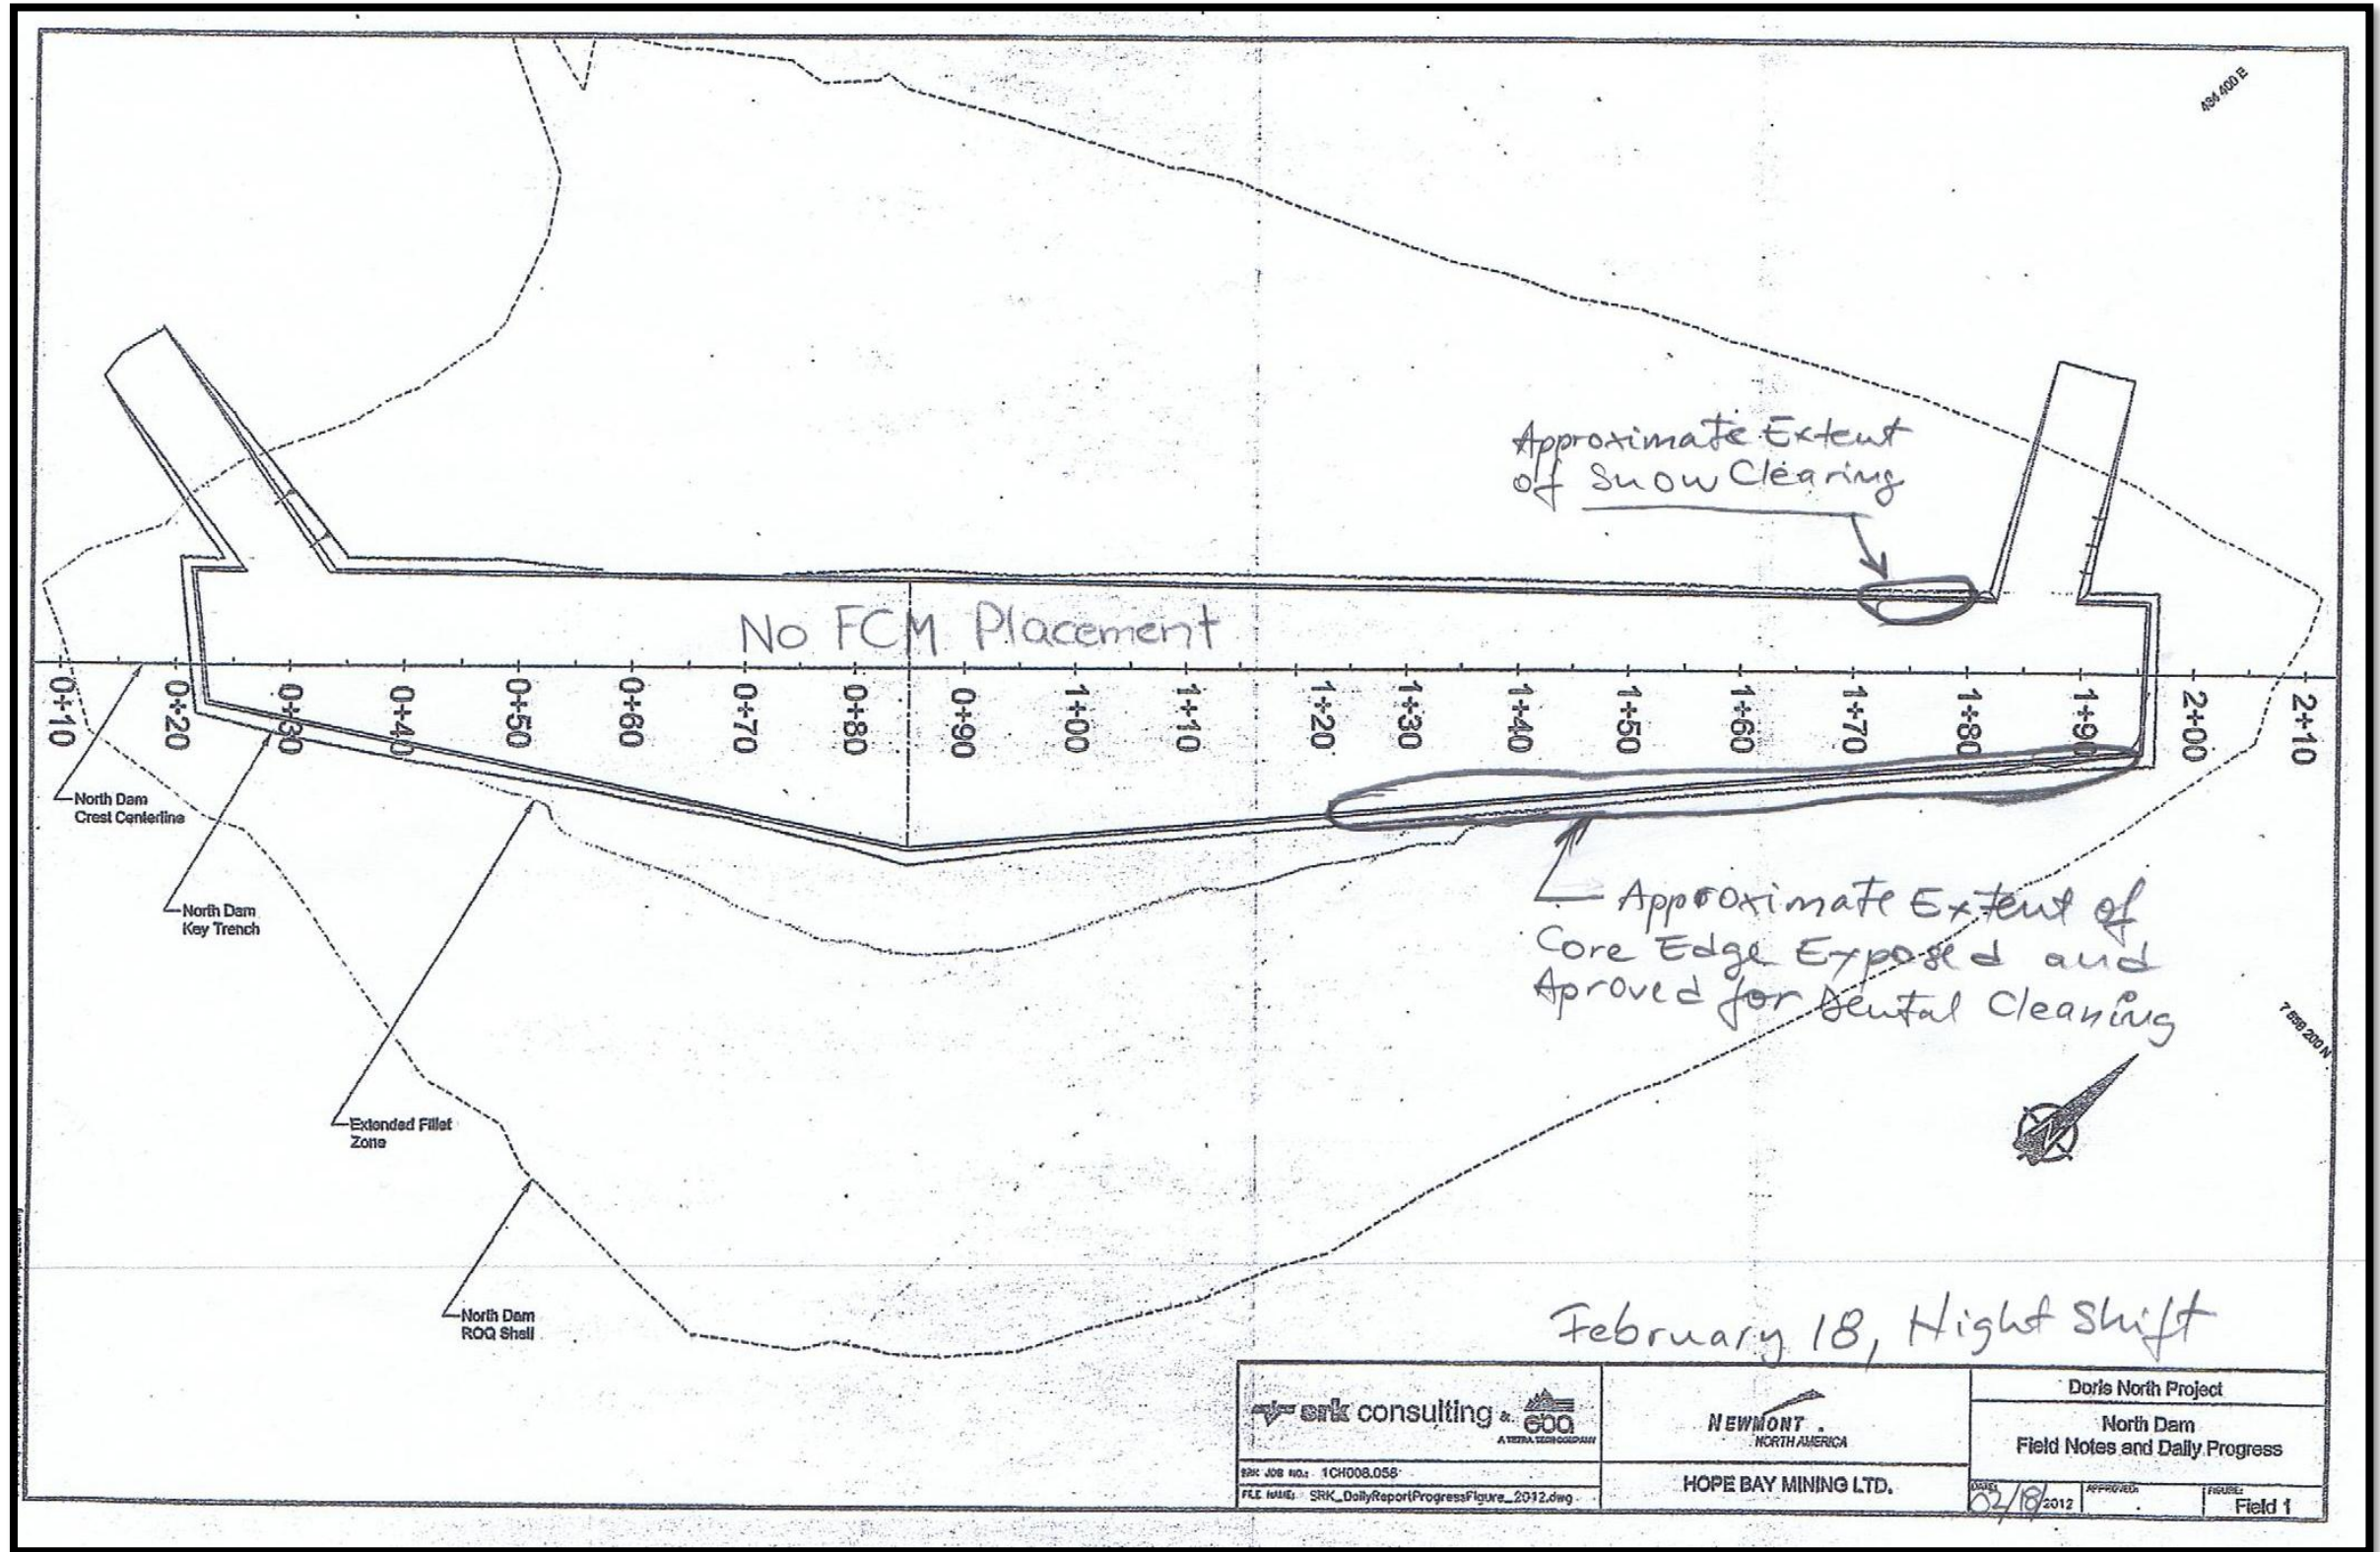 484 400 E
Approximate Extent
of Snow Clearing
No FCM Placement
0+10
0+20
0+30
0+40
0+50
0+60
0+70
0+80
0+90
1+00
1+10
1+20
1+30
1+40
1+50
1+60
1+70
1+80
1+90
2+00
2+10
North Dam
Crest Centerline
North Dam
Key Trench
Approximate Extent of
Core Edge Exposed and
Aproved for Dental Cleaning
7 559 200 N
Extended Fillet
Zone
North Dam
ROQ Shell
February 18, Night Shift
srk consulting &
eba
A TETRA TECH COMPANY
NEWMONT
NORTH AMERICA
Doris North Project
North Dam
Field Notes and Daily Progress
SRK JOB NO.: 1CH008.058
FILE NAME: SRK_DailyReportProgressFigure_2012.dwg
HOPE BAY MINING LTD.
DATE: 02/18/2012
APPROVED:
FIGURE: Field 1